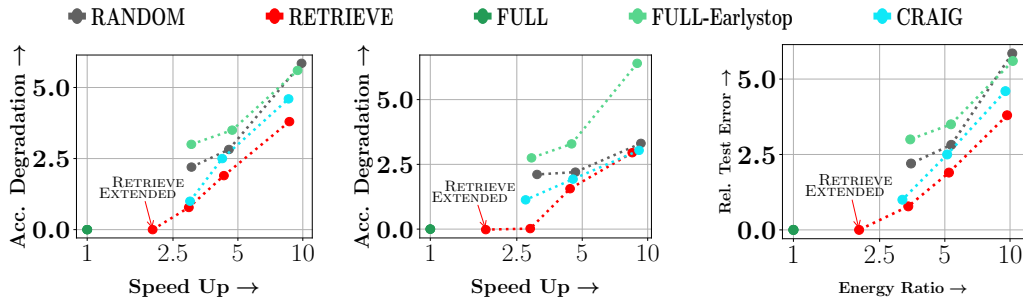 RANDOM RETRIEVE FULL FULL-Earlystop CRAIG
Acc. Degradation →
5.0
2.5
0.0
RETRIEVE
EXTENDED
1 2.5 5 10
Speed Up →
Acc. Degradation →
5.0
2.5
0.0
RETRIEVE
EXTENDED
1 2.5 5 10
Speed Up →
Rel. Test Error →
5.0
2.5
0.0
RETRIEVE
EXTENDED
1 2.5 5 10
Energy Ratio →